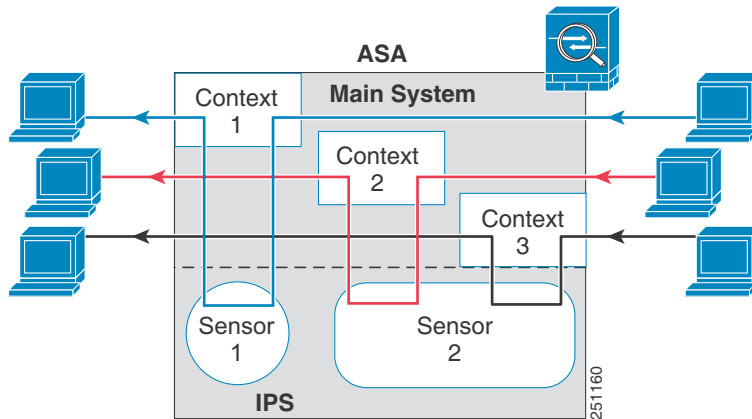 ASA
Main System
Context
1
Context
2
Context
3
Sensor
1
Sensor
2
IPS
251160